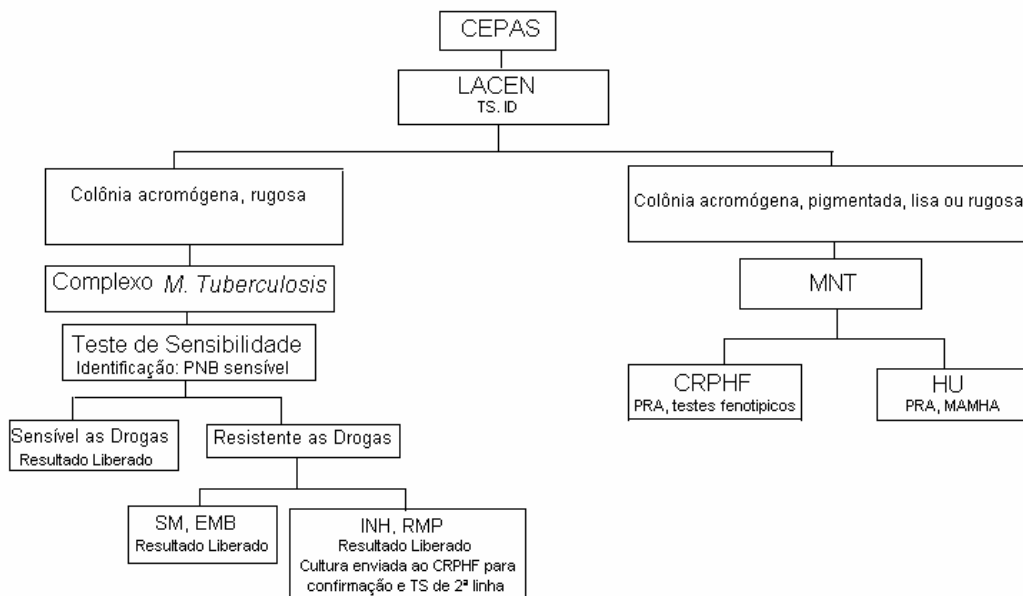 CEPAS
LACEN
TS. ID
Colônia acromógena, rugosa
Colônia acromógena, pigmentada, lisa ou rugosa
Complexo M. Tuberculosis
MNT
Teste de Sensibilidade
Identificação: PNB sensível
CRPHF
PRA, testes fenotipicos
HU
PRA, MAMHA
Sensível as Drogas
Resultado Liberado
Resistente as Drogas
SM, EMB
Resultado Liberado
INH, RMP
Resultado Liberado
Cultura enviada ao CRPHF para
confirmação e TS de 2ª linha